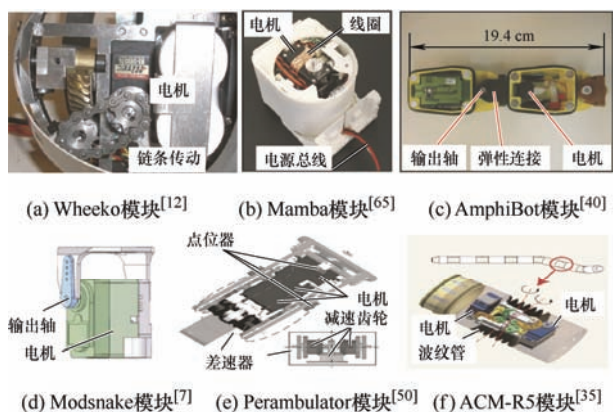 电机
链条传动
(a) Wheeko模块[12]
电机
线圈
电源总线
(b) Mamba模块[65]
19.4 cm
输出轴
弹性连接
电机
(c) AmphiBot模块[40]
输出轴
电机
(d) Modsnake模块[7]
点位器
电机
减速齿轮
差速器
(e) Perambulator模块[50]
电机
电机
波纹管
(f) ACM-R5模块[35]